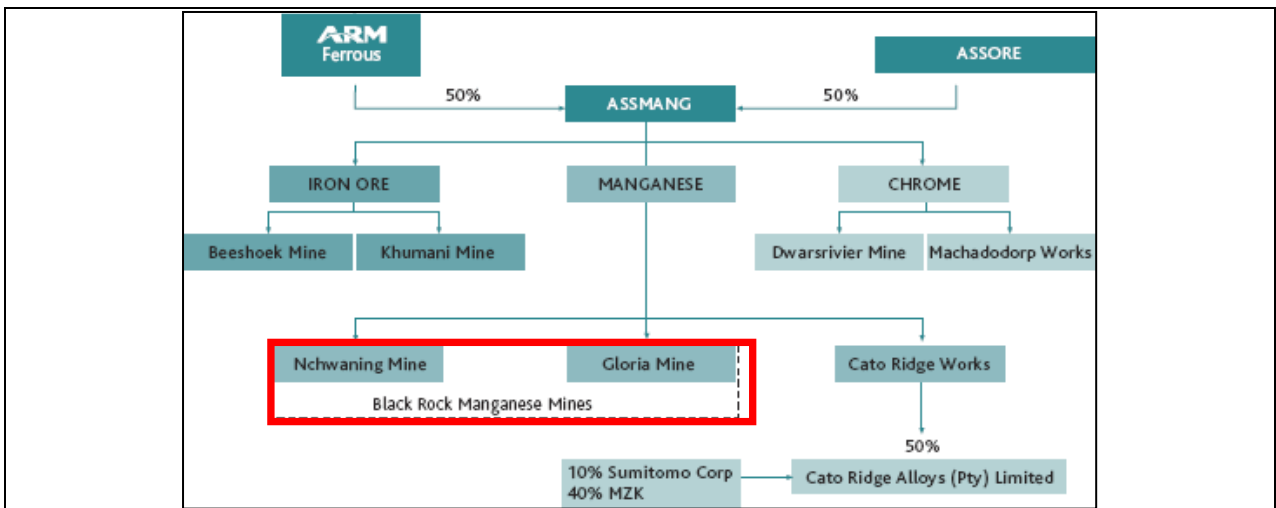 ARM
Ferrous
ASSORE
50%
50%
ASSMANG
IRON ORE
MANGANESE
CHROME
Beeshoek Mine
Khumani Mine
Dwarsrivier Mine
Machadodorp Works
Nchwaning Mine
Gloria Mine
Cato Ridge Works
Black Rock Manganese Mines
50%
10% Sumitomo Corp
40% MZK
Cato Ridge Alloys (Pty) Limited